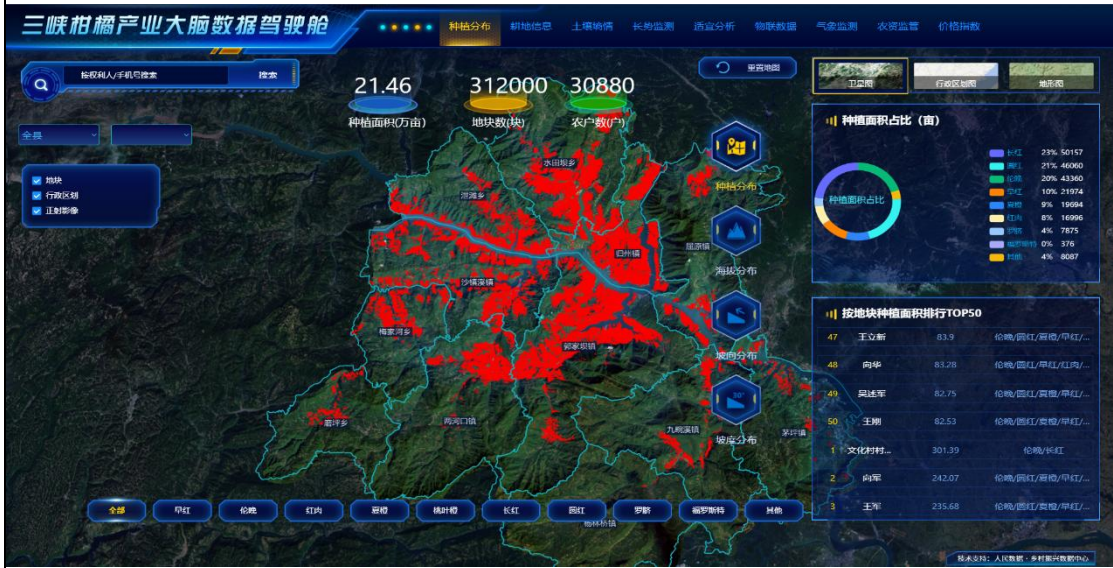 三峡柑橘产业大脑数据驾驶舱
种植分布 耕地信息 土壤墒情 长势监测 适宜分析 物联数据 气象监测 农资监管 价格指数
按权利人/手机号搜索 搜索
全县
地块
行政区划
正射影像
21.46 312000 30880
种植面积(万亩) 地块数(块) 农户数(户)
重置地图
卫星图 行政区划图 地形图
种植分布
海拔分布
坡向分布
30°
坡度分布
水田坝乡
泄滩乡
屈原镇
归州镇
沙镇溪镇
梅家河乡
郭家坝镇
磨坪乡
两河口镇
九畹溪镇
茅坪镇
杨林桥镇
种植面积占比（亩）
种植面积占比
长红 23% 50157
圆红 21% 46060
伦晚 20% 43360
早红 10% 21974
夏橙 9% 19694
红肉 8% 16996
罗脐 4% 7875
福罗斯特 0% 376
其他 4% 8087
按地块种植面积排行TOP50
47 王立新 83.9 伦晚/圆红/夏橙/早红/...
48 向华 83.28 伦晚/圆红/早红/红肉/...
49 吴述军 82.75 伦晚/圆红/夏橙/早红/...
50 王刚 82.53 伦晚/圆红/夏橙/早红/...
1 文化村村... 301.39 伦晚/长红
2 向军 242.07 伦晚/圆红/夏橙/早红/...
3 王军 235.68 伦晚/圆红/夏橙/早红/...
全部 早红 伦晚 红肉 夏橙 桃叶橙 长红 圆红 罗脐 福罗斯特 其他
技术支持：人民数据·乡村振兴数据中心